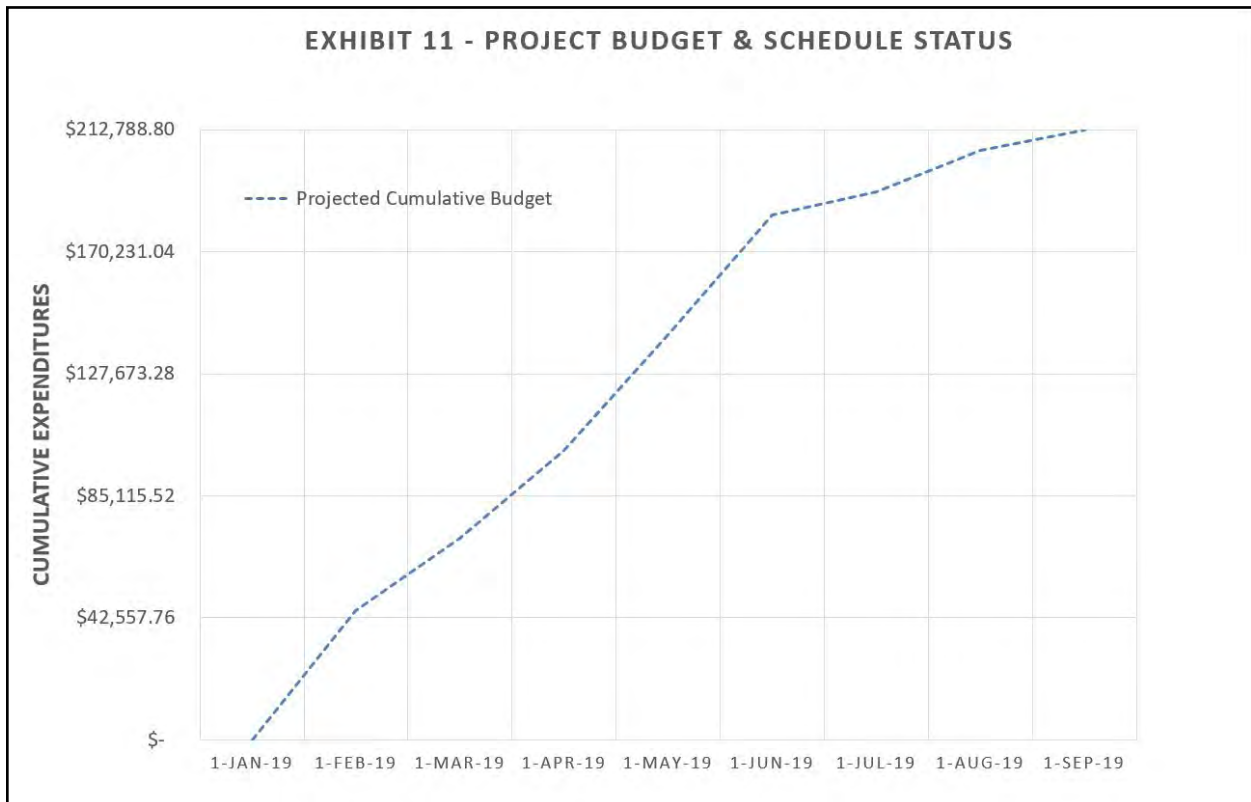 EXHIBIT 11 - PROJECT BUDGET & SCHEDULE STATUS
$212,788.80
Projected Cumulative Budget
$170,231.04
$127,673.28
$85,115.52
$42,557.76
$-
CUMULATIVE EXPENDITURES
1-JAN-19 1-FEB-19 1-MAR-19 1-APR-19 1-MAY-19 1-JUN-19 1-JUL-19 1-AUG-19 1-SEP-19